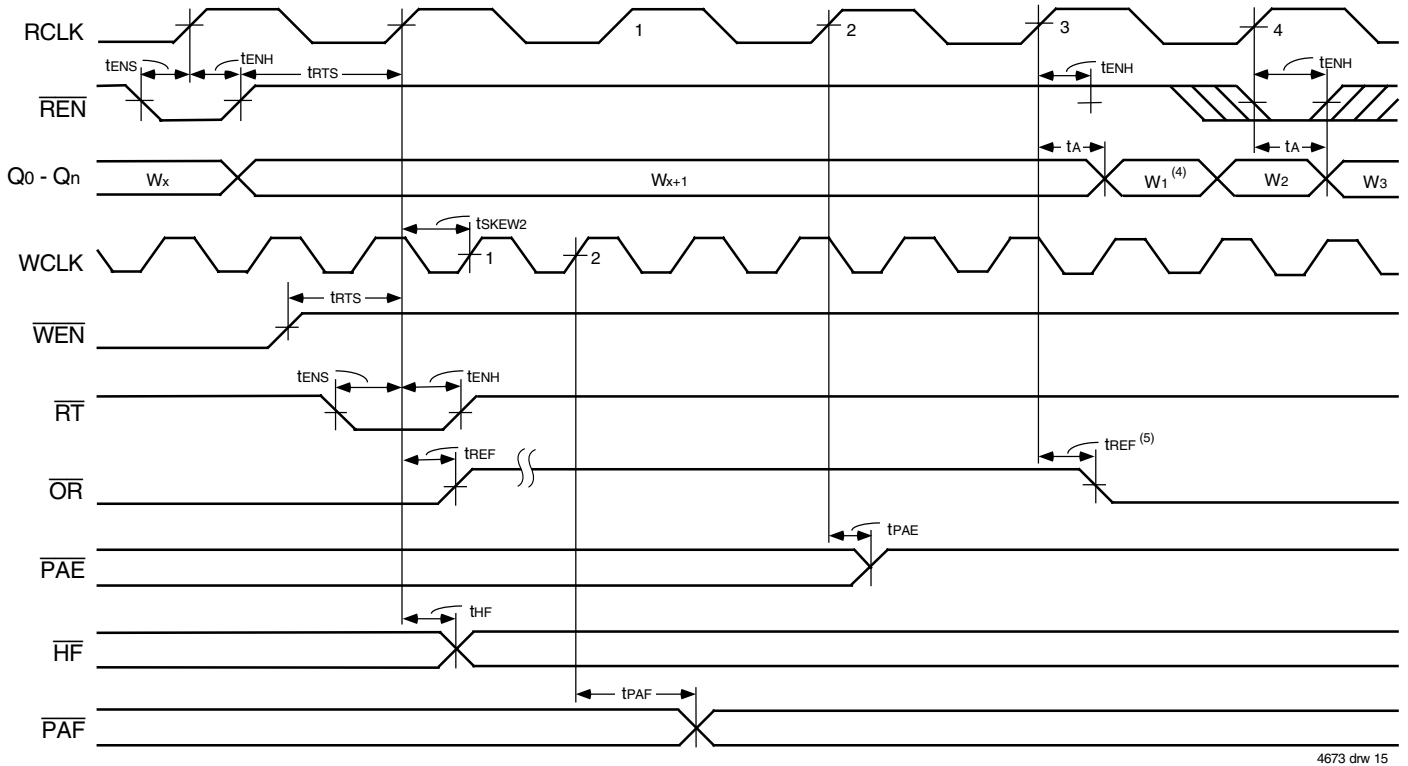 RCLK 1 2 3 4
tENS tENH tRTS tENH tENH
REN
tA tA
Q0 - Qn Wx Wx+1 W1 (4) W2 W3
tSKEW2
WCLK 1 2
tRTS
WEN
tENS tENH
RT
tREF tREF (5)
OR
tPAE
PAE
tHF
HF
tPAF
PAF
4673 drw 15